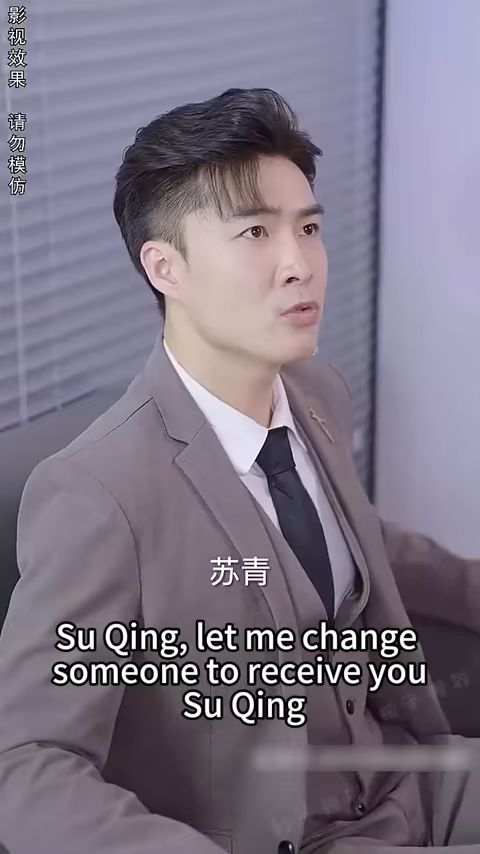 影视效果 请勿模仿
苏青
Su Qing, let me change
someone to receive you
Su Qing